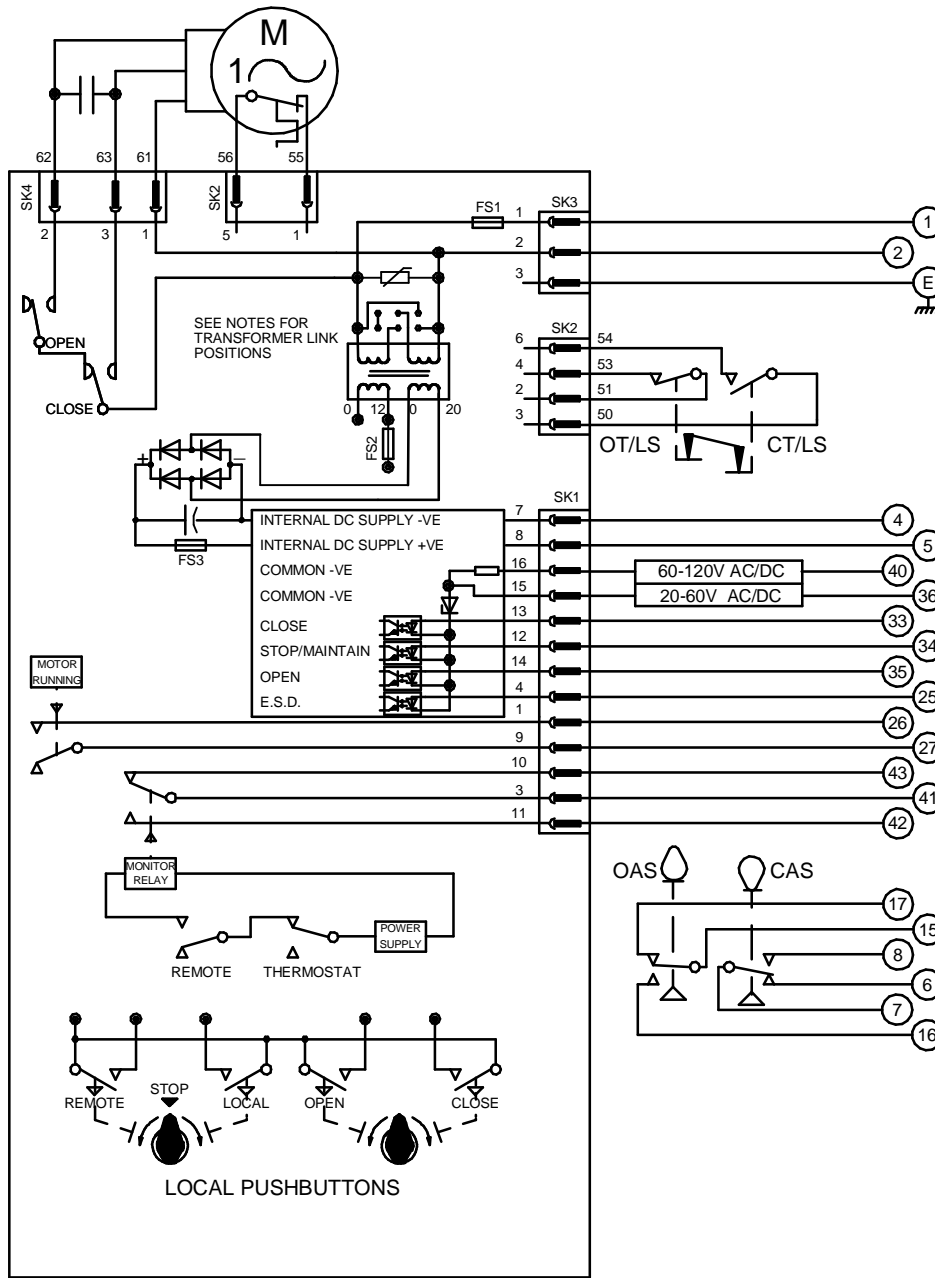 M
1
62 63 61 56 55
SK4
SK2
2 3 1 5 1
FS1
1
SK3
1
2
2
3
E
SEE NOTES FOR
TRANSFORMER LINK
POSITIONS
OPEN
CLOSE
SK2
6
54
4
53
2
51
3
50
OT/LS
CT/LS
0 12 0 20
FS2
+
−
FS3
SK1
INTERNAL DC SUPPLY -VE
7
4
INTERNAL DC SUPPLY +VE
8
5
COMMON -VE
16
60-120V AC/DC
40
COMMON -VE
15
20-60V AC/DC
36
CLOSE
13
33
STOP/MAINTAIN
12
34
OPEN
14
35
E.S.D.
4
25
MOTOR
RUNNING
1
26
9
27
10
43
3
41
11
42
MONITOR
RELAY
POWER
SUPPLY
REMOTE
THERMOSTAT
OAS
CAS
17
15
8
6
7
16
REMOTE
STOP
LOCAL
OPEN
CLOSE
LOCAL PUSHBUTTONS